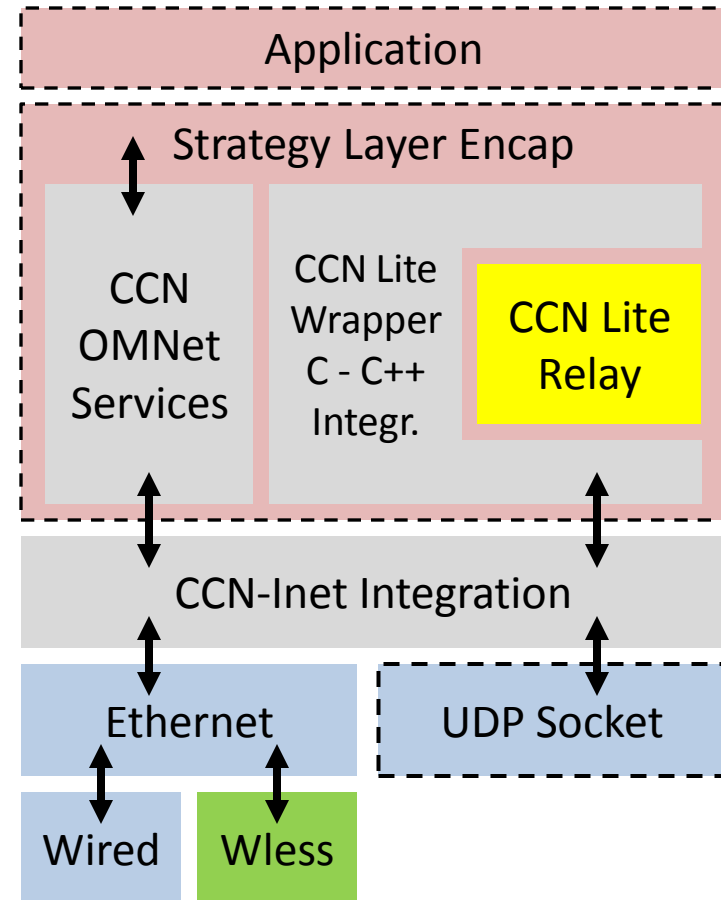 Application
Strategy Layer Encap
CCN
OMNet
Services
CCN Lite
Wrapper
C - C++
Integr.
CCN Lite
Relay
CCN-Inet Integration
Ethernet
UDP Socket
Wired
Wless